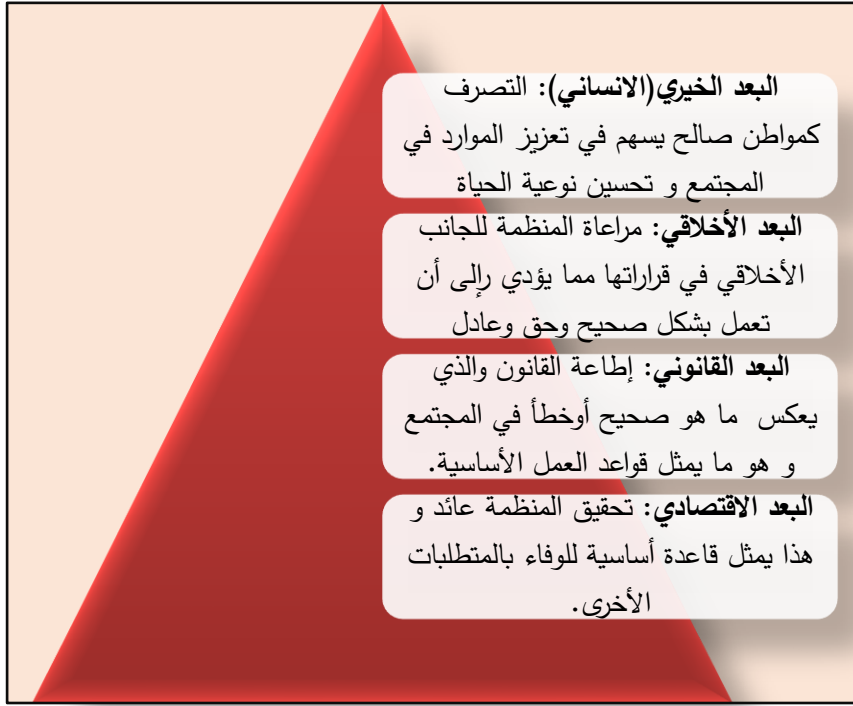 البعد الخيري(الانساني): التصرف
كمواطن صالح يسهم في تعزيز الموارد في
المجتمع و تحسين نوعية الحياة
البعد الأخلاقي: مراعاة المنظمة للجانب
الأخلاقي في قراراتها مما يؤدي رإلى أن
تعمل بشكل صحيح وحق وعادل
البعد القانوني: إطاعة القانون والذي
يعكس ما هو صحيح أوخطأ في المجتمع
و هو ما يمثل قواعد العمل الأساسية.
البعد الاقتصادي: تحقيق المنظمة عائد و
هذا يمثل قاعدة أساسية للوفاء بالمتطلبات
الأخرى.